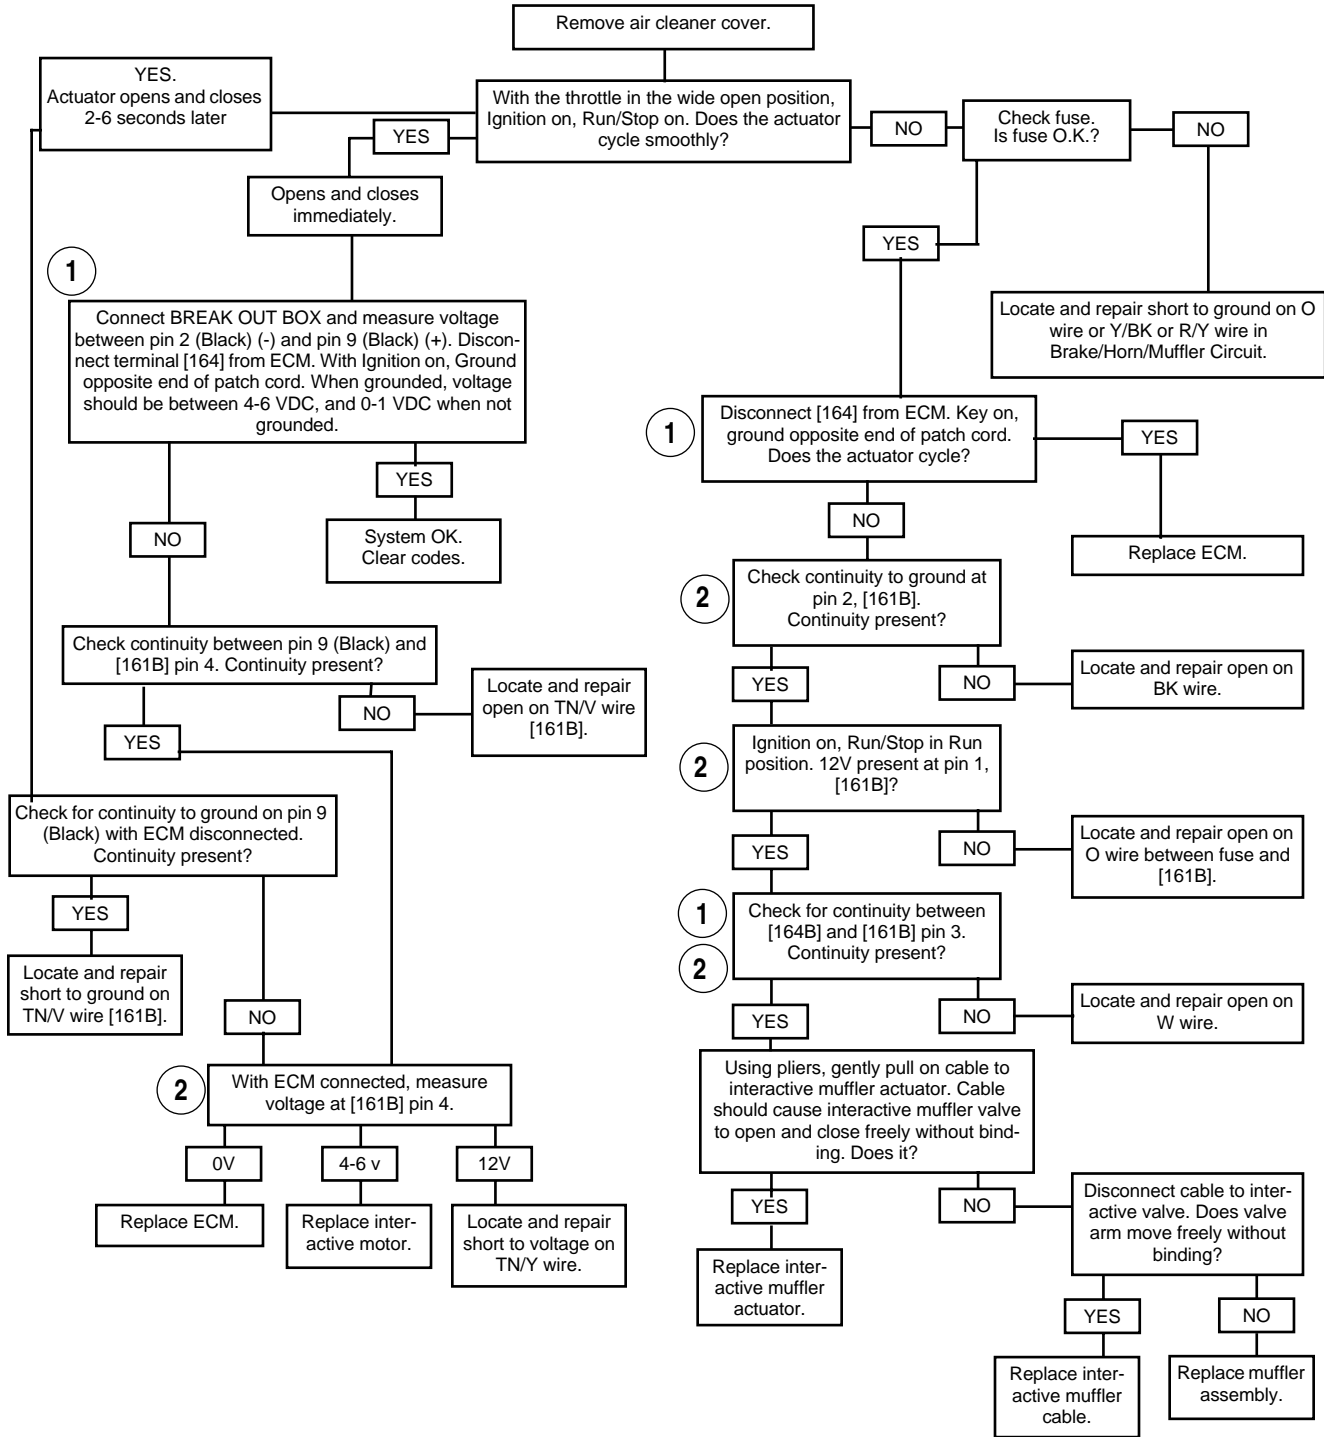 Remove air cleaner cover.
YES.
Actuator opens and closes
2-6 seconds later
With the throttle in the wide open position,
Ignition on, Run/Stop on. Does the actuator
cycle smoothly?
YES
NO
Check fuse.
Is fuse O.K.?
NO
Opens and closes
immediately.
YES
1
Connect BREAK OUT BOX and measure voltage
between pin 2 (Black) (-) and pin 9 (Black) (+). Discon-
nect terminal [164] from ECM. With Ignition on, Ground
opposite end of patch cord. When grounded, voltage
should be between 4-6 VDC, and 0-1 VDC when not
grounded.
Locate and repair short to ground on O
wire or Y/BK or R/Y wire in
Brake/Horn/Muffler Circuit.
1
Disconnect [164] from ECM. Key on,
ground opposite end of patch cord.
Does the actuator cycle?
YES
YES
NO
NO
System OK.
Clear codes.
Replace ECM.
2
Check continuity to ground at
pin 2, [161B].
Continuity present?
Check continuity between pin 9 (Black) and
[161B] pin 4. Continuity present?
YES
NO
Locate and repair open on
BK wire.
NO
Locate and repair
open on TN/V wire
[161B].
YES
2
Ignition on, Run/Stop in Run
position. 12V present at pin 1,
[161B]?
Check for continuity to ground on pin 9
(Black) with ECM disconnected.
Continuity present?
YES
NO
Locate and repair open on
O wire between fuse and
[161B].
YES
1
2
Check for continuity between
[164B] and [161B] pin 3.
Continuity present?
Locate and repair
short to ground on
TN/V wire [161B].
NO
YES
NO
Locate and repair open on
W wire.
2
With ECM connected, measure
voltage at [161B] pin 4.
Using pliers, gently pull on cable to
interactive muffler actuator. Cable
should cause interactive muffler valve
to open and close freely without bind-
ing. Does it?
0V
4-6 v
12V
Replace ECM.
Replace inter-
active motor.
Locate and repair
short to voltage on
TN/Y wire.
YES
NO
Disconnect cable to inter-
active valve. Does valve
arm move freely without
binding?
Replace inter-
active muffler
actuator.
YES
NO
Replace inter-
active muffler
cable.
Replace muffler
assembly.